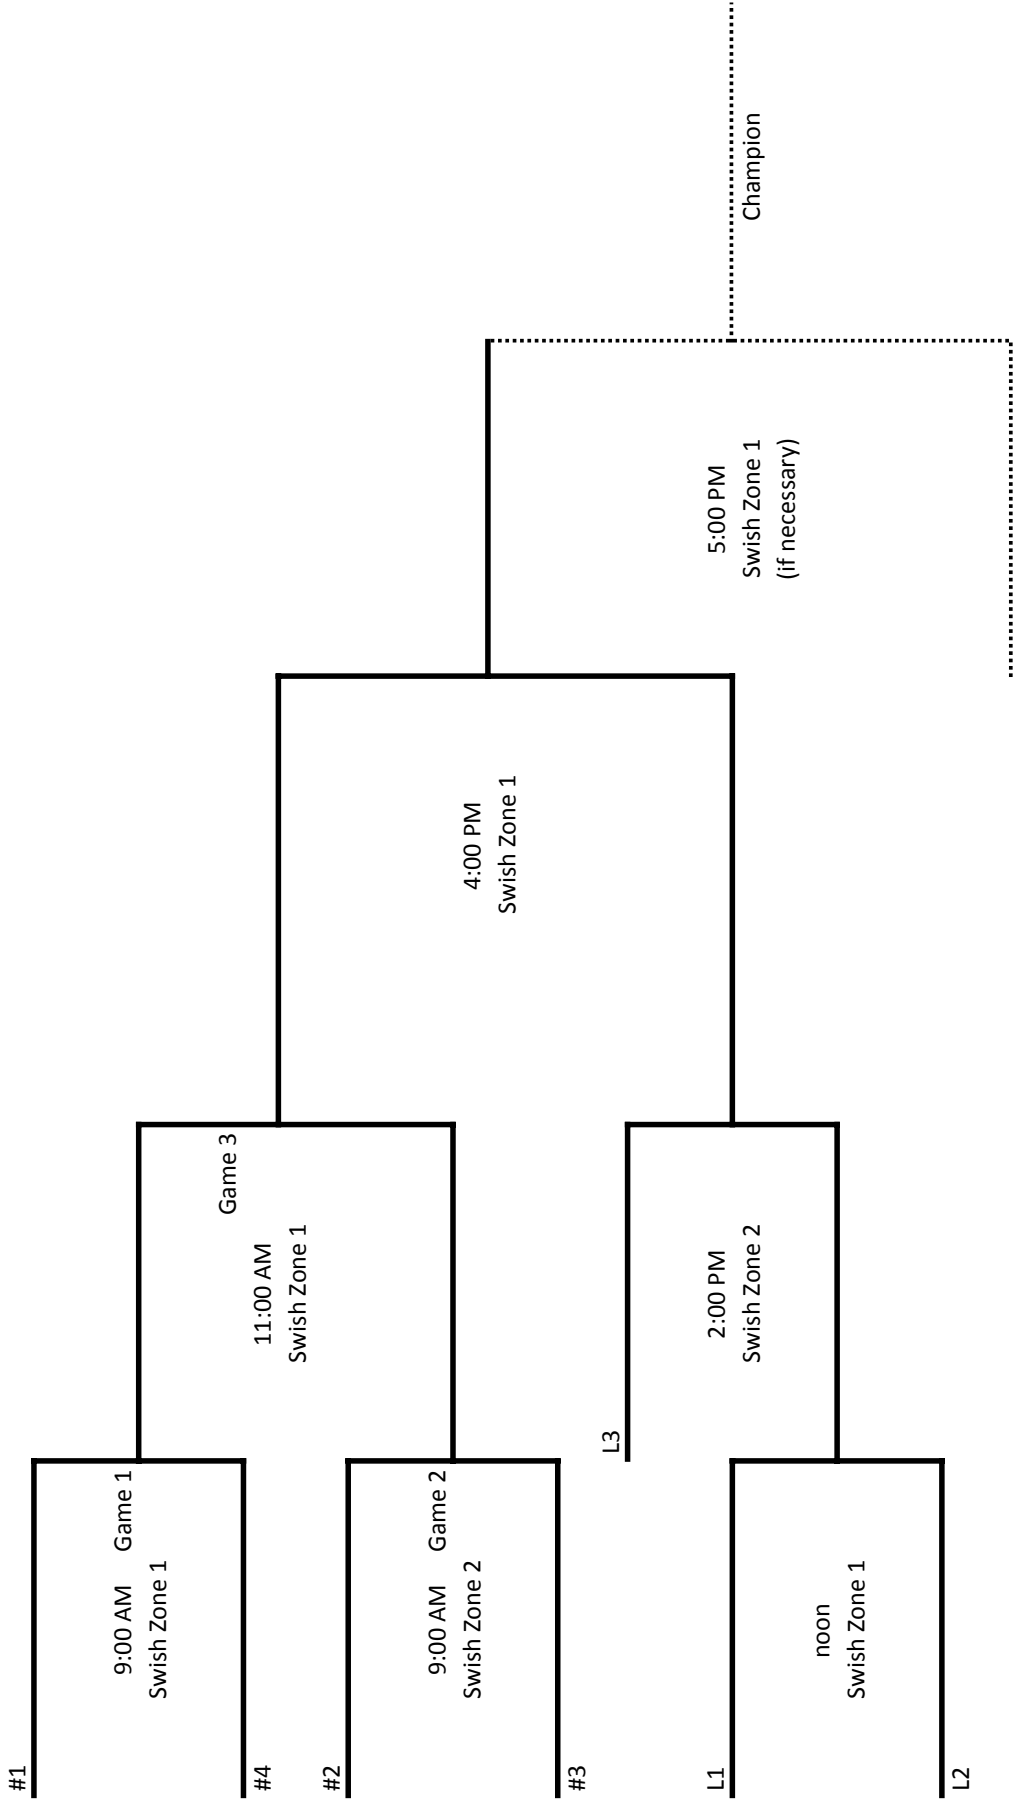 #1
9:00 AM Game 1
Swish Zone 1
#4
Game 3
11:00 AM
Swish Zone 1
#2
9:00 AM Game 2
Swish Zone 2
#3
4:00 PM
Swish Zone 1
L3
2:00 PM
Swish Zone 2
L1
noon
Swish Zone 1
L2
5:00 PM
Swish Zone 1
(if necessary)
Champion